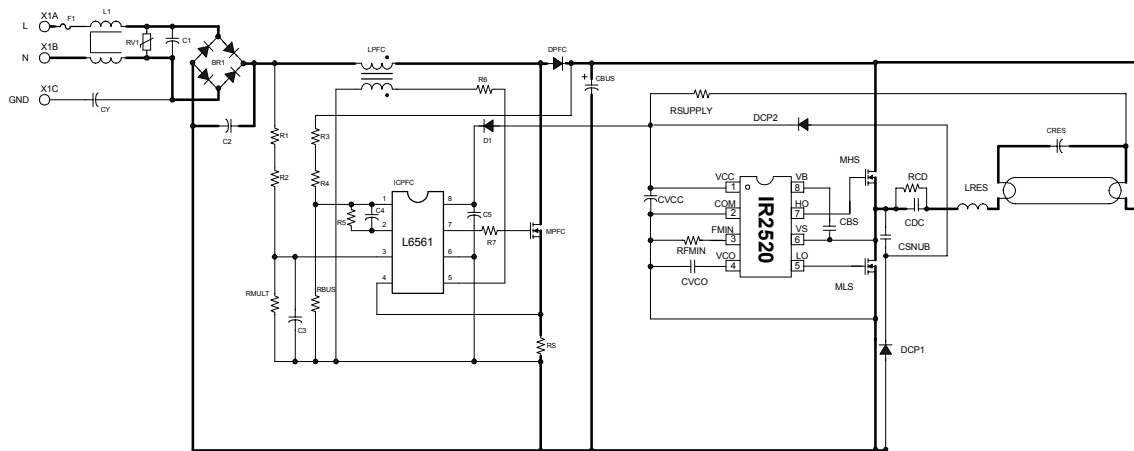 X1A
F1
L1
L
X1B
N
X1C
GND
RV1
C1
CY
BR1
C2
LPFC
DPFC
R6
CBUS
+
R1
R2
R3
R4
D1
ICPFC
L6561
1
2
3
4
8
7
6
5
R5
C4
C5
R7
MPFC
RMULT
C3
RBUS
RS
RSUPPLY
DCP2
CVCC
VCC
1
COM
2
FMIN
3
VCO
4
RFMIN
CVCO
IR2520
VB
8
HO
7
VS
6
LO
5
CBS
MHS
MLS
RCD
CDC
CSNUB
DCP1
LRES
CRES